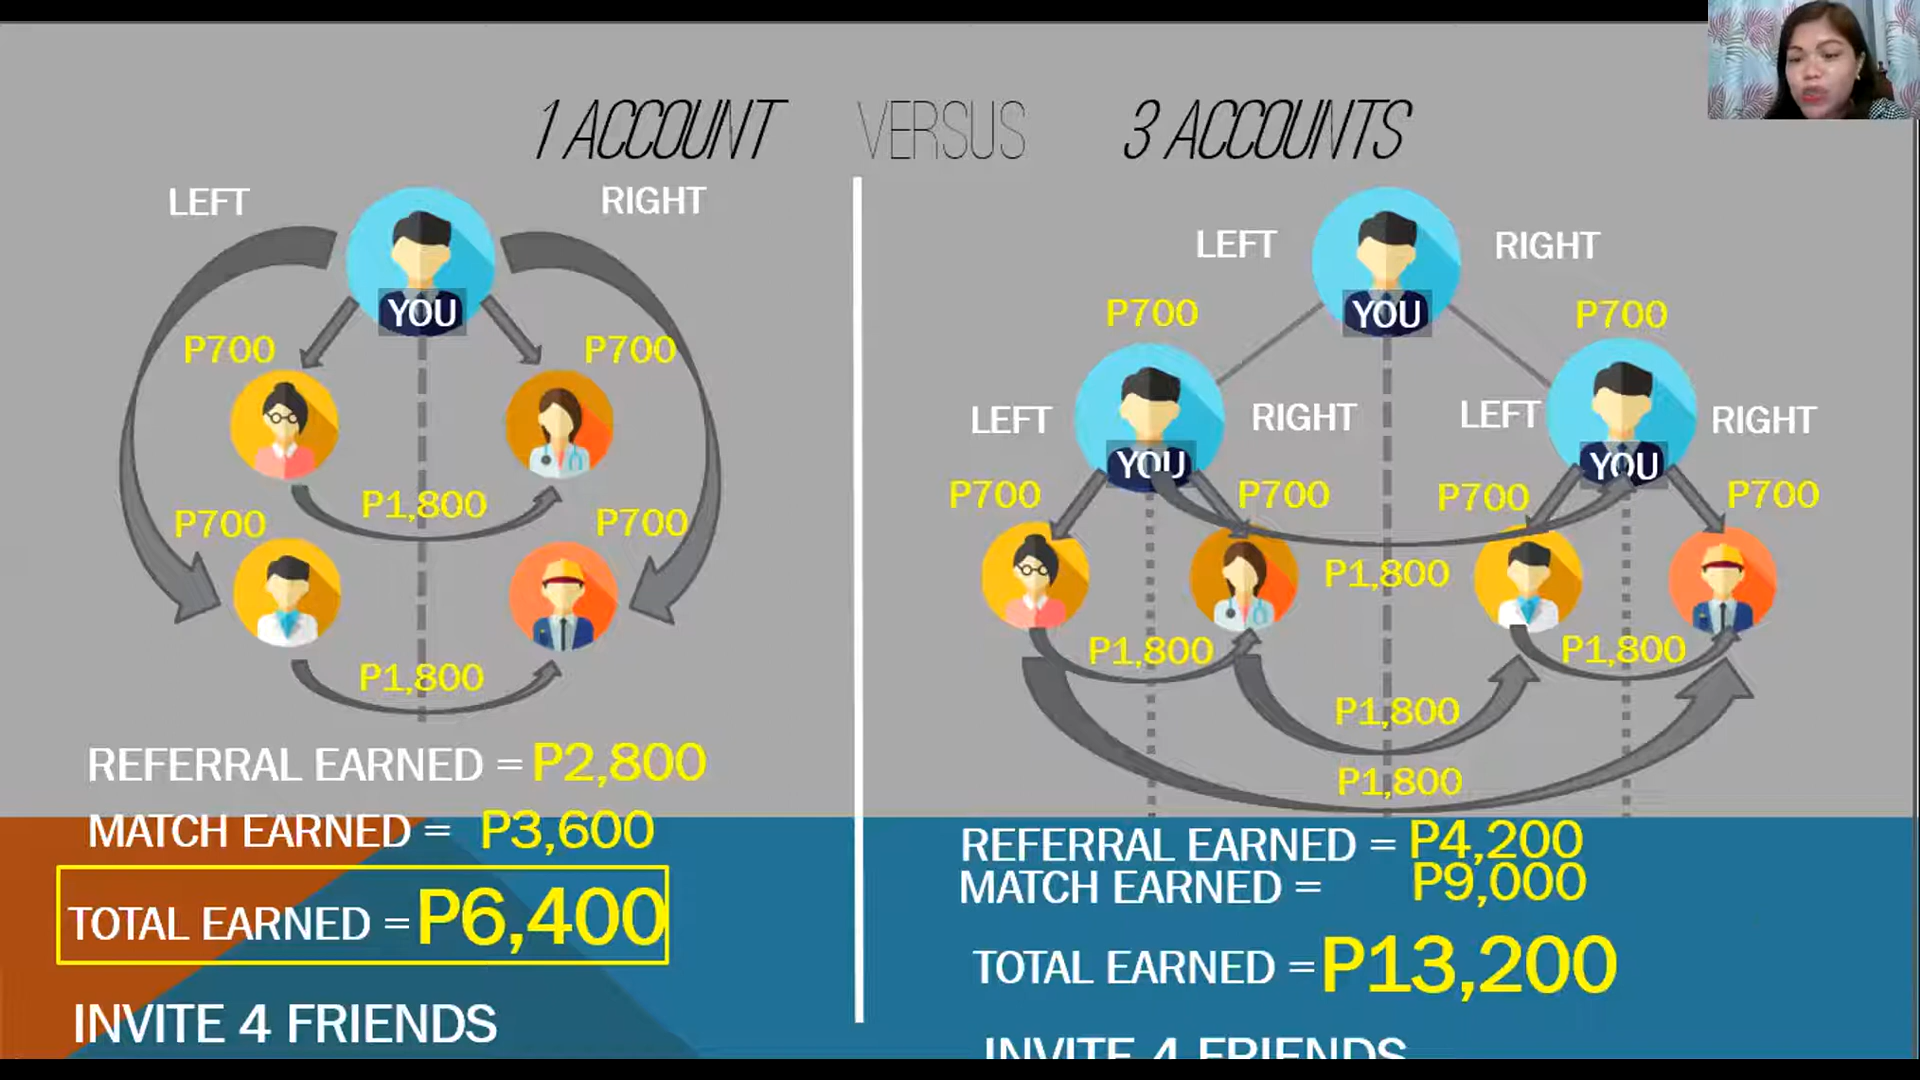 1 ACCOUNT VERSUS 3 ACCOUNTS
LEFT
RIGHT
YOU
P700
P700
P1,800
P700
P700
P1,800
REFERRAL EARNED = P2,800
MATCH EARNED = P3,600
TOTAL EARNED = P6,400
INVITE 4 FRIENDS
LEFT
RIGHT
YOU
P700
P700
LEFT
RIGHT
LEFT
RIGHT
YOU
YOU
P700
P700
P700
P700
P1,800
P1,800
P1,800
P1,800
P1,800
REFERRAL EARNED = P4,200
MATCH EARNED = P9,000
TOTAL EARNED = P13,200
INVITE 4 FRIENDS